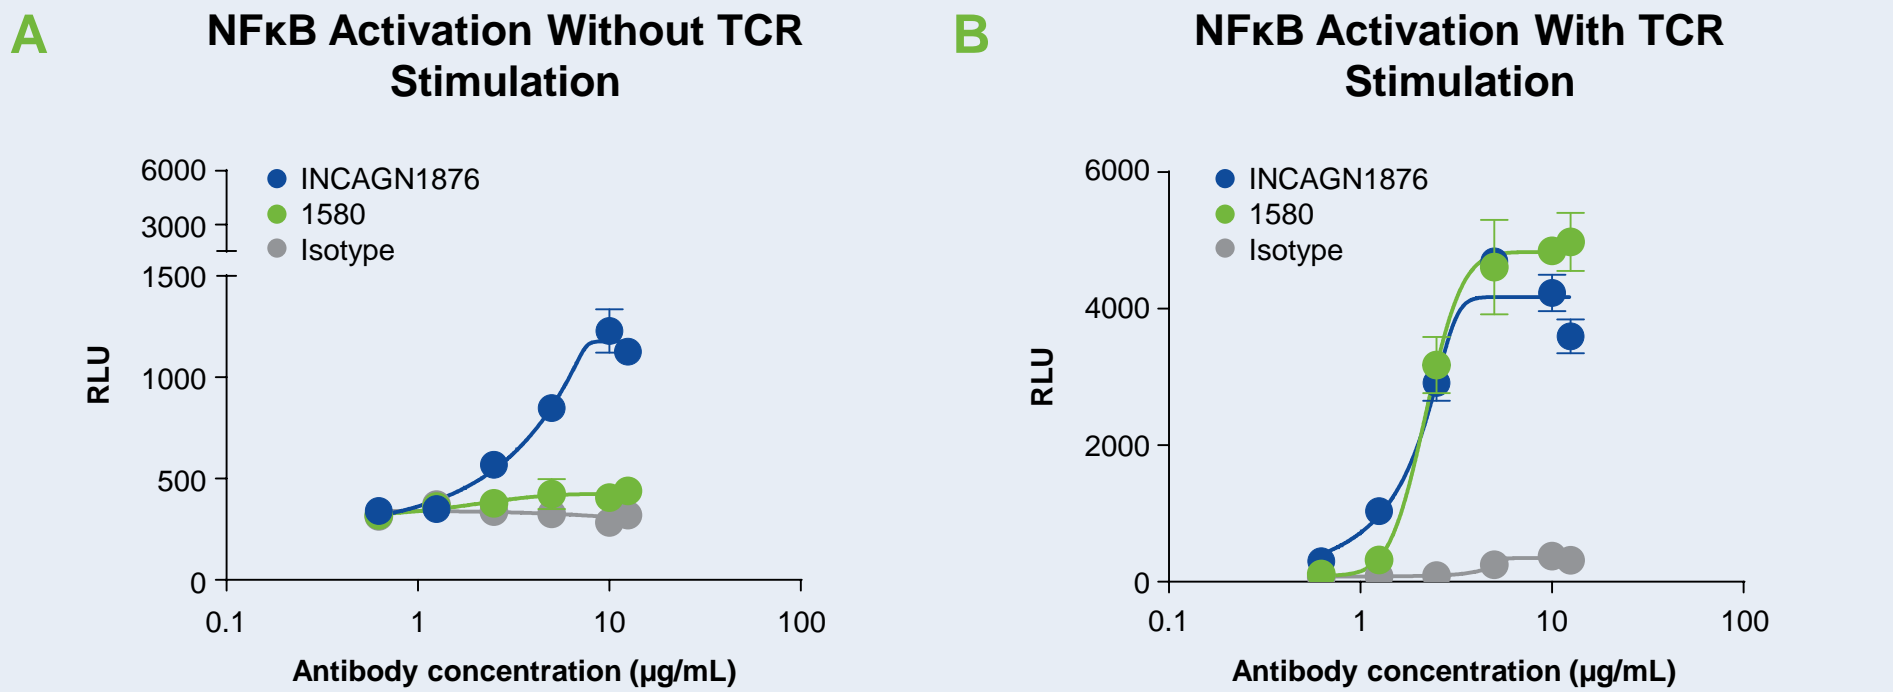 A
NFκB Activation Without TCR
Stimulation
6000
3000
1500
1000
500
0
RLU
INCAGN1876
1580
Isotype
0.1
1
10
100
Antibody concentration (µg/mL)
B
NFκB Activation With TCR
Stimulation
6000
4000
2000
0
RLU
INCAGN1876
1580
Isotype
0.1
1
10
100
Antibody concentration (µg/mL)